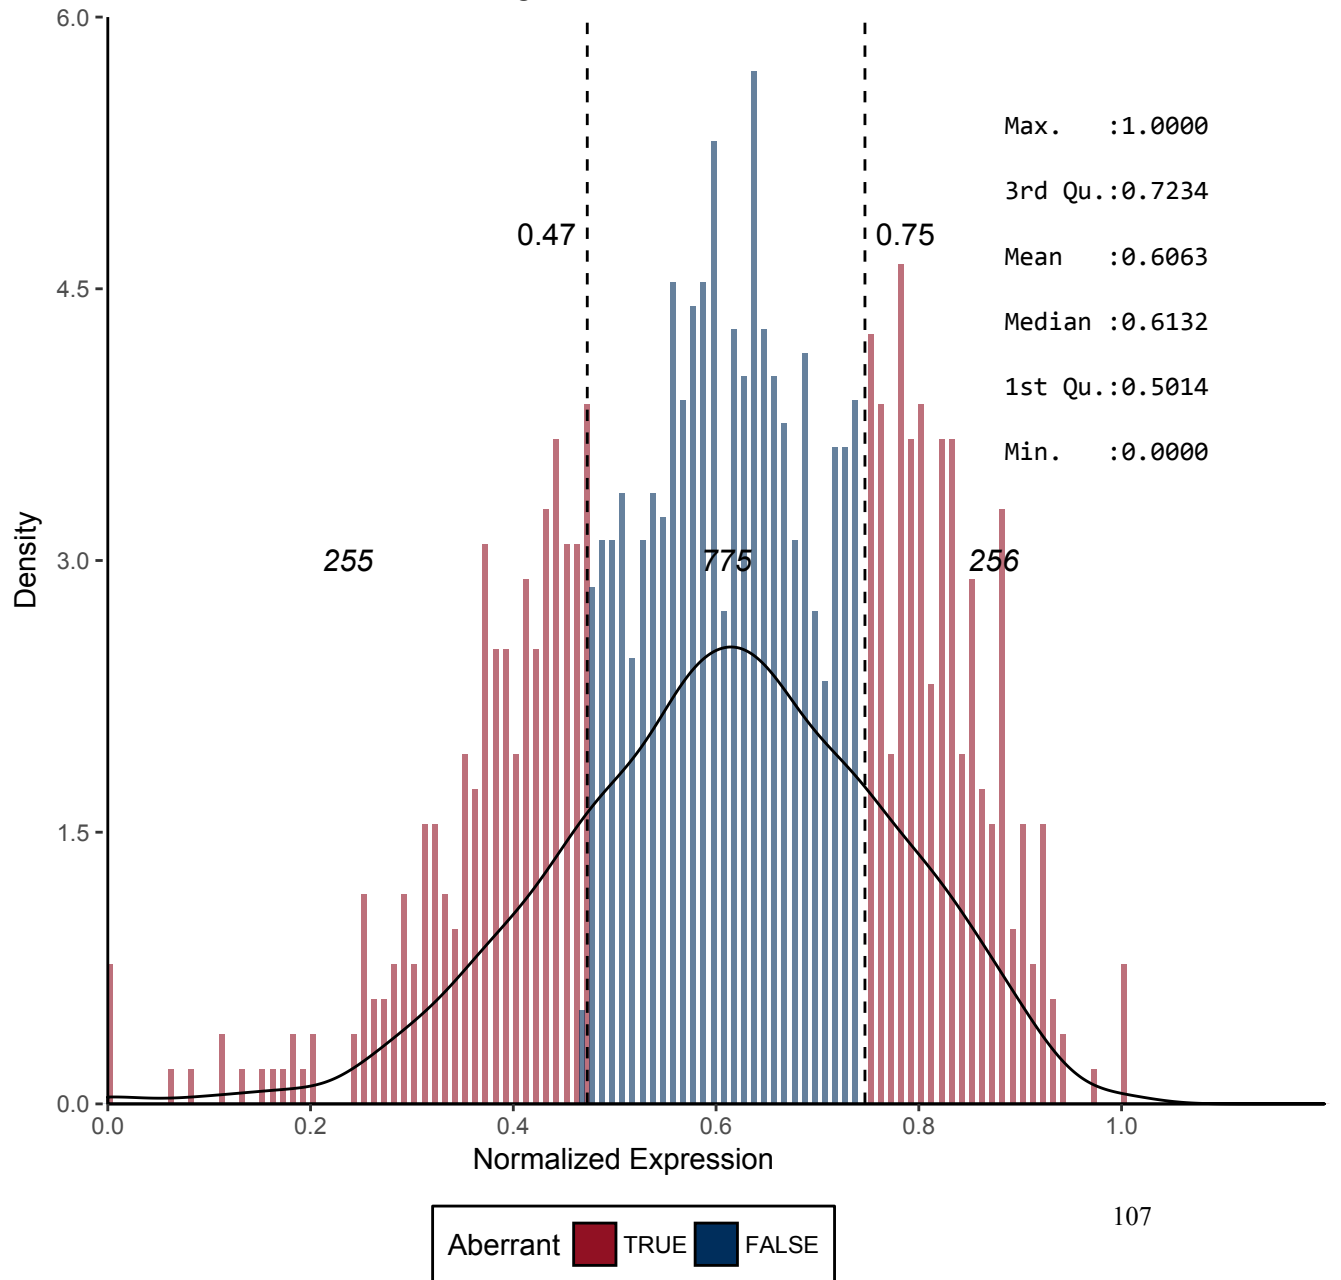 6.0
Max. :1.0000
3rd Qu.:0.7234
0.47
0.75
Mean :0.6063
4.5
Median :0.6132
1st Qu.:0.5014
Min. :0.0000
Density
3.0
255
775
256
1.5
0.0
0.0 0.2 0.4 0.6 0.8 1.0
Normalized Expression
107
Aberrant TRUE FALSE